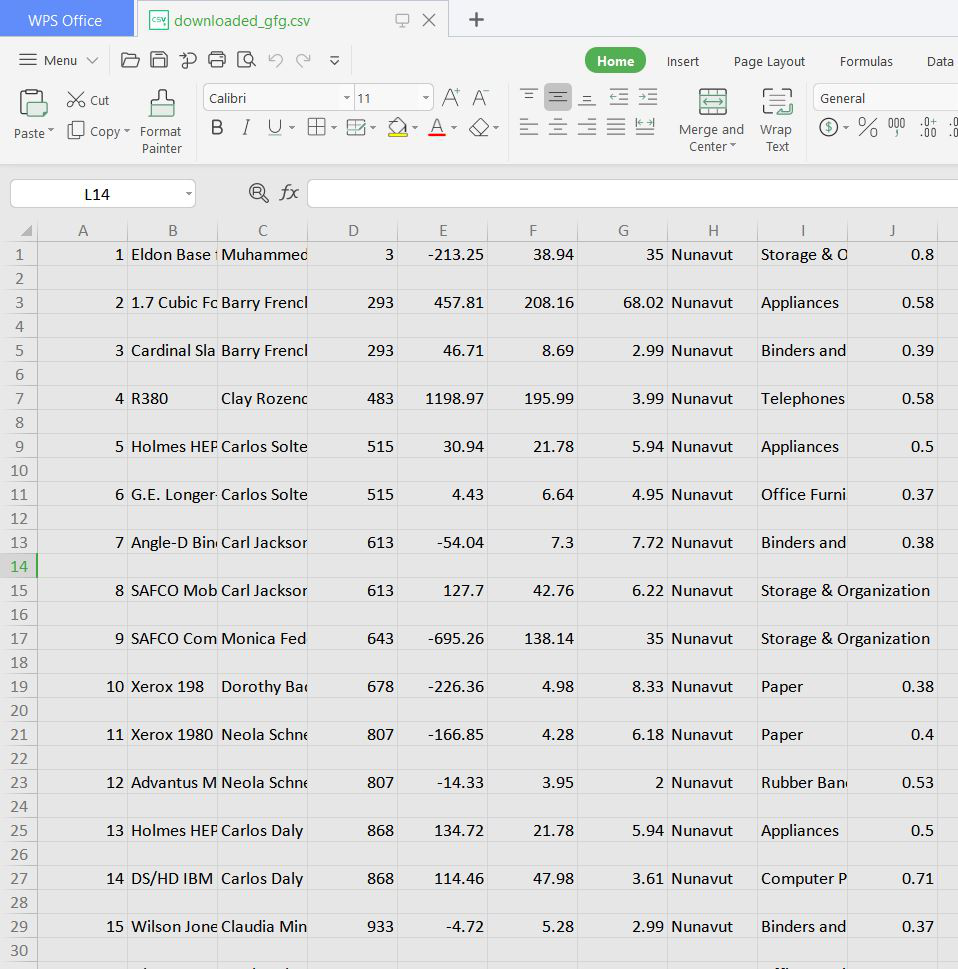 WPS Office downloaded_gfg.csv
Menu Home Insert Page Layout Formulas Data
Paste Cut Copy Format Painter Calibri 11 Merge and Center Wrap Text General
L14 fx
A B C D E F G H I J
1 1 Eldon Base Muhammed 3 -213.25 38.94 35 Nunavut Storage & O 0.8
2
3 2 1.7 Cubic Fo Barry French 293 457.81 208.16 68.02 Nunavut Appliances 0.58
4
5 3 Cardinal Sla Barry French 293 46.71 8.69 2.99 Nunavut Binders and 0.39
6
7 4 R380 Clay Rozend 483 1198.97 195.99 3.99 Nunavut Telephones 0.58
8
9 5 Holmes HEP Carlos Solte 515 30.94 21.78 5.94 Nunavut Appliances 0.5
10
11 6 G.E. Longer- Carlos Solte 515 4.43 6.64 4.95 Nunavut Office Furni 0.37
12
13 7 Angle-D Bin Carl Jackson 613 -54.04 7.3 7.72 Nunavut Binders and 0.38
14
15 8 SAFCO Mob Carl Jackson 613 127.7 42.76 6.22 Nunavut Storage & Organization
16
17 9 SAFCO Com Monica Fed 643 -695.26 138.14 35 Nunavut Storage & Organization
18
19 10 Xerox 198 Dorothy Bad 678 -226.36 4.98 8.33 Nunavut Paper 0.38
20
21 11 Xerox 1980 Neola Schne 807 -166.85 4.28 6.18 Nunavut Paper 0.4
22
23 12 Advantus M Neola Schne 807 -14.33 3.95 2 Nunavut Rubber Ban 0.53
24
25 13 Holmes HEP Carlos Daly 868 134.72 21.78 5.94 Nunavut Appliances 0.5
26
27 14 DS/HD IBM Carlos Daly 868 114.46 47.98 3.61 Nunavut Computer P 0.71
28
29 15 Wilson Jone Claudia Min 933 -4.72 5.28 2.99 Nunavut Binders and 0.37
30